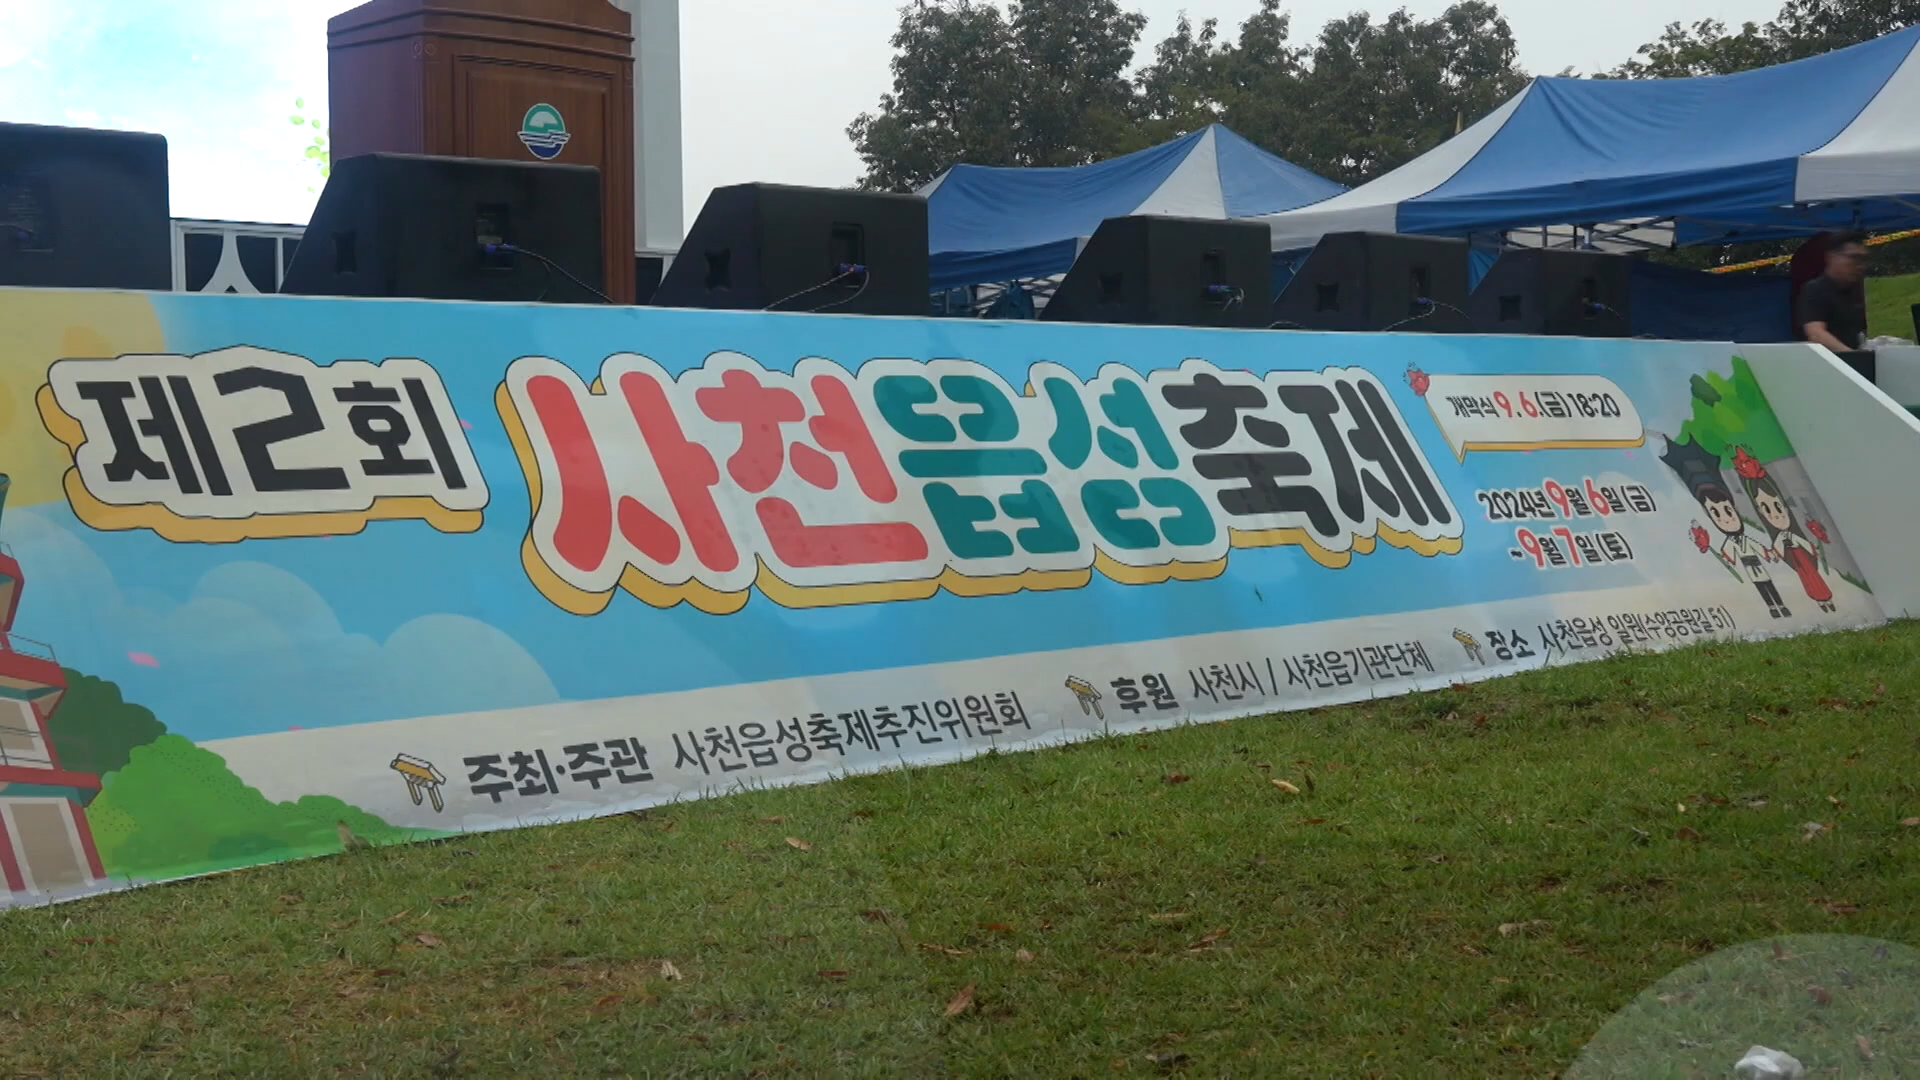 제2회 사천읍성축제
개막식 9. 6.(금) 18:20
2024년 9월 6일 (금)
~9월 7일 (토)
주최·주관 사천읍성축제추진위원회 후원 사천시 / 사천읍기관단체 장소 사천읍성 일원(수양공원길 51)